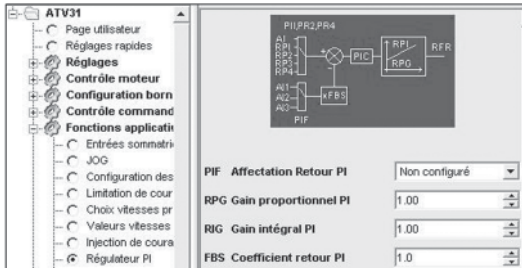 ATV31
Page utilisateur
Réglages rapides
Réglages
Contrôle moteur
Configuration born
Contrôle command
Fonctions applicati
Entrées sommatri
JOG
Configuration des
Limitation de cour
Choix vitesses pr
Valeurs vitesses
Injection de coura
Régulateur PI
PII,PR2,PR4
AI
RPI
RP2
RP3
RP4
+
-
PIC
RPI
RPG
RFR
AI1
AI2
AI3
xFBS
PIF
PIF Affectation Retour PI Non configuré
RPG Gain proportionnel PI 1.00
RIG Gain intégral PI 1.00
FBS Coefficient retour PI 1.0